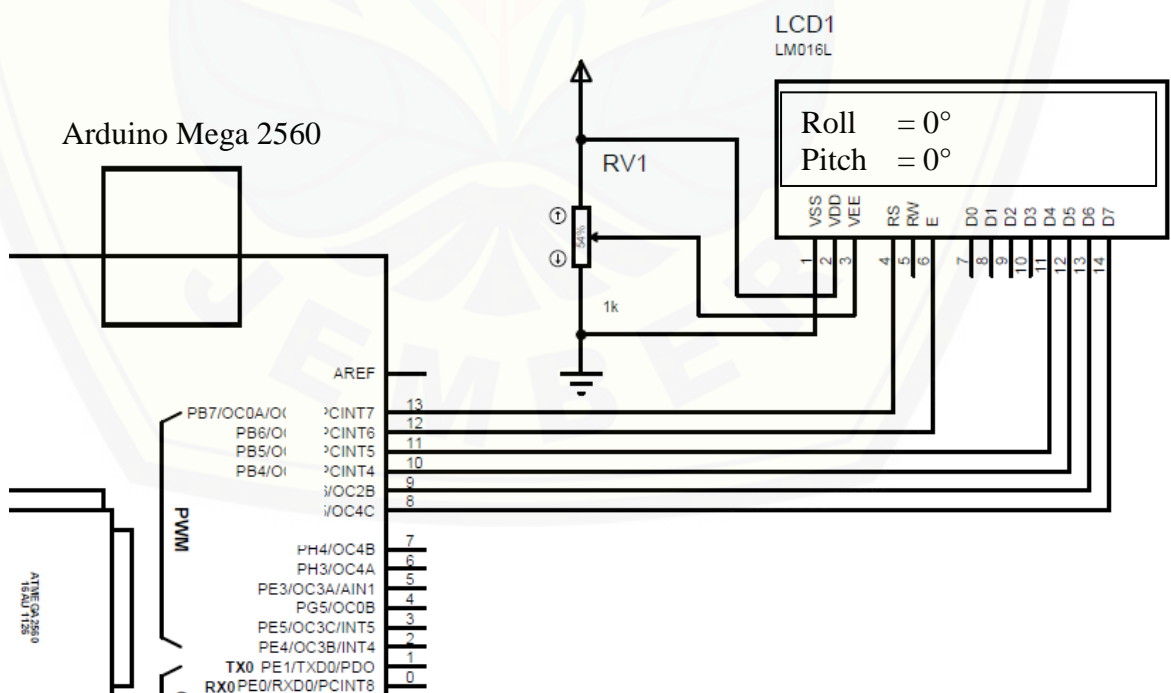 LCD1
LM016L
Arduino Mega 2560
Roll = 0°
Pitch = 0°
RV1
54%
1k
VSS
VDD
VEE
RS
RW
E
D0
D1
D2
D3
D4
D5
D6
D7
1
2
3
4
5
6
7
8
9
10
11
12
13
14
JEMBER
AREF
PB7/OC0A/O PCINT7 13
PB6/O PCINT6 12
PB5/O PCINT5 11
PB4/O PCINT4 10
/OC2B 9
/OC4C 8
PWM
PH4/OC4B 7
PH3/OC4A 6
PE3/OC3A/AIN1 5
PG5/OC0B 4
PE5/OC3C/INT5 3
PE4/OC3B/INT4 2
TX0 PE1/TXD0/PDO 1
RX0 PE0/RXD0/PCINT8 0
ATMEGA2560
16AU 1126